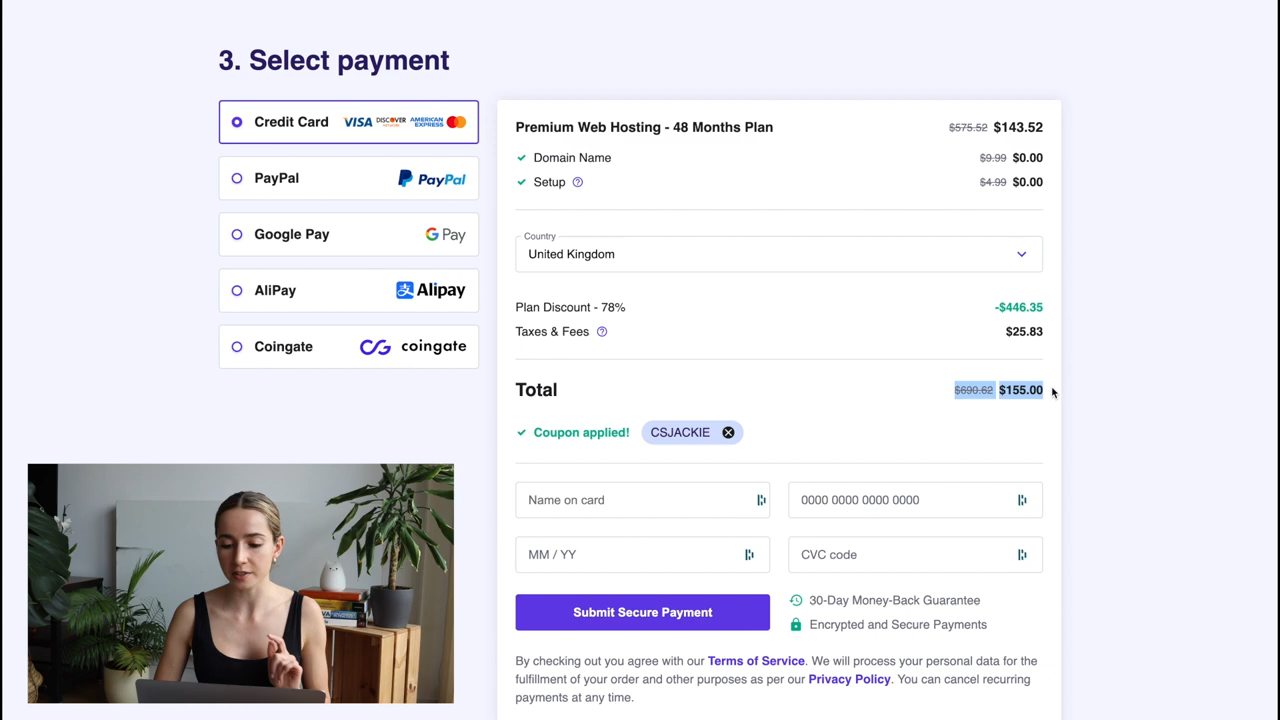 3. Select payment
Credit Card VISA DISCOVER AMERICAN EXPRESS
PayPal PayPal
Google Pay G Pay
AliPay Alipay
Coingate coingate
Premium Web Hosting - 48 Months Plan $575.52 $143.52
Domain Name $9.99 $0.00
Setup $4.99 $0.00
Country
United Kingdom
Plan Discount - 78% -$446.35
Taxes & Fees $25.83
Total $690.62 $155.00
Coupon applied! CSJACKIE
Name on card 0000 0000 0000 0000
MM / YY CVC code
Submit Secure Payment
30-Day Money-Back Guarantee
Encrypted and Secure Payments
By checking out you agree with our Terms of Service. We will process your personal data for the
fulfillment of your order and other purposes as per our Privacy Policy. You can cancel recurring
payments at any time.